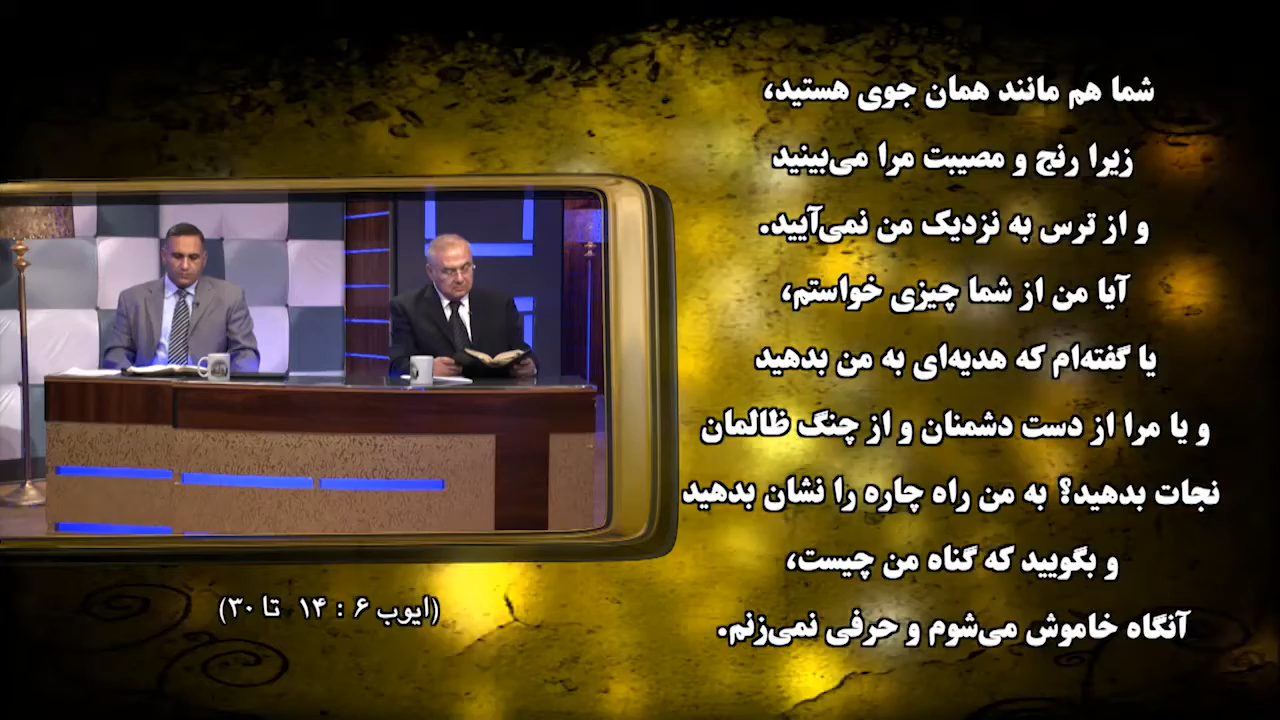 شما هم مانند همان جوی هستید،
زیرا رنج و مصیبت مرا می‌بینید
و از ترس به نزدیک من نمی‌آیید.
آیا من از شما چیزی خواستم،
یا گفته‌ام که هدیه‌ای به من بدهید
و یا مرا از دست دشمنان و از چنگ ظالمان
نجات بدهید؟ به من راه چاره را نشان بدهید
و بگویید که گناه من چیست،
آنگاه خاموش می‌شوم و حرفی نمی‌زنم.
(ایوب ۶ : ۱۴ تا ۳۰)